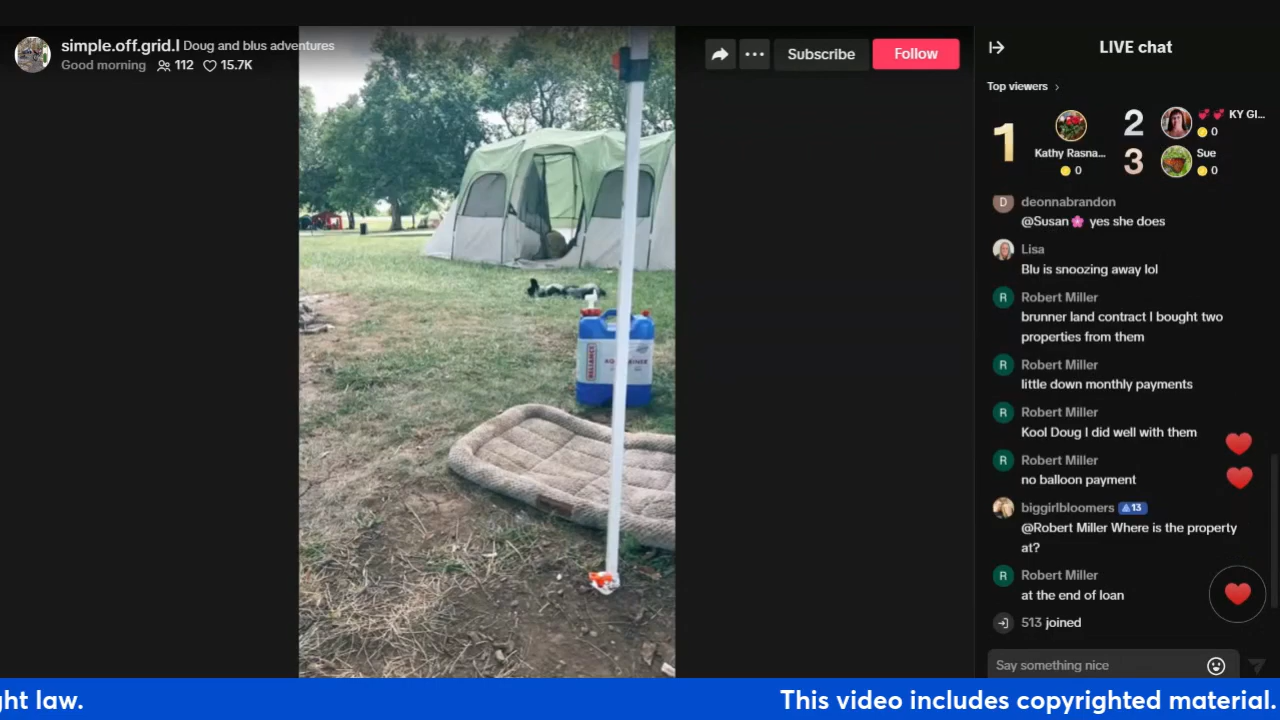 simple.off.grid.l Doug and blus adventures
Good morning 112 15.7K
Subscribe
Follow
LIVE chat
Top viewers >
1
Kathy Rasna...
0
2
KY GI...
0
3
Sue
0
RELIANCE
D
deonnabrandon
@Susan🌸 yes she does
Lisa
Blu is snoozing away lol
R
Robert Miller
brunner land contract I bought two
properties from them
R
Robert Miller
little down monthly payments
R
Robert Miller
Kool Doug I did well with them
R
Robert Miller
no balloon payment
biggirlbloomers 13
@Robert Miller Where is the property
at?
R
Robert Miller
at the end of loan
513 joined
Say something nice
ght law.
This video includes copyrighted material.